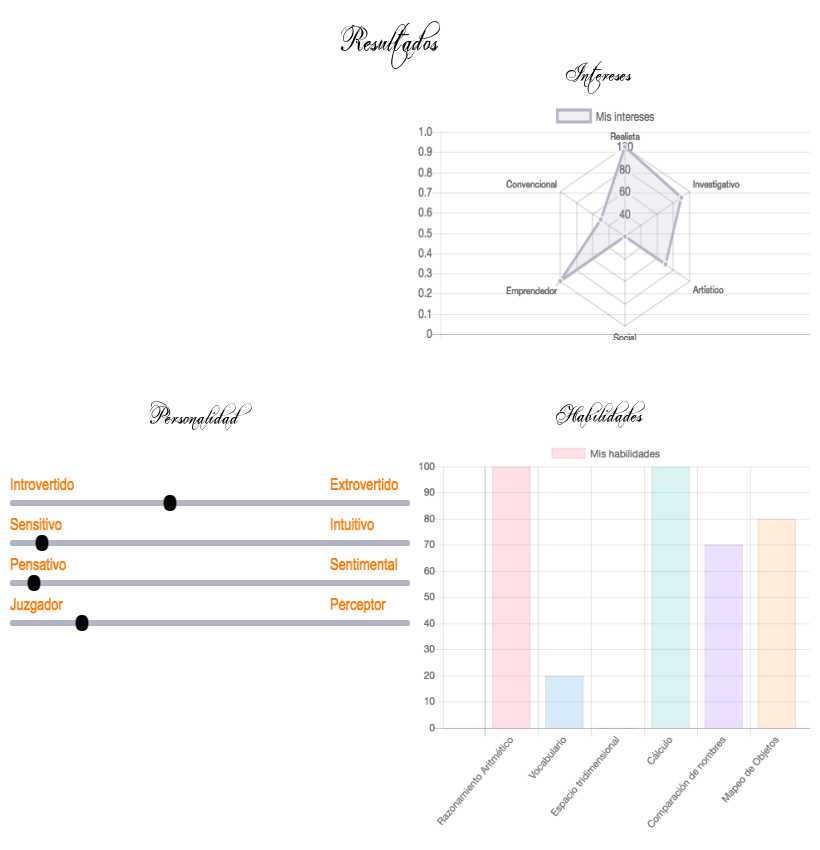 Resultados
Intereses
Mis intereses
1.0
0.9
0.8
0.7
0.6
0.5
0.4
0.3
0.2
0.1
0
Realista
100
80
60
40
Convencional
Investigativo
Emprendedor
Artístico
Social
Personalidad
Introvertido Extrovertido
Sensitivo Intuitivo
Pensativo Sentimental
Juzgador Perceptor
Habilidades
Mis habilidades
100
90
80
70
60
50
40
30
20
10
0
Razonamiento Aritmético
Vocabulario
Espacio tridimensional
Cálculo
Comparación de nombres
Mapeo de Objetos